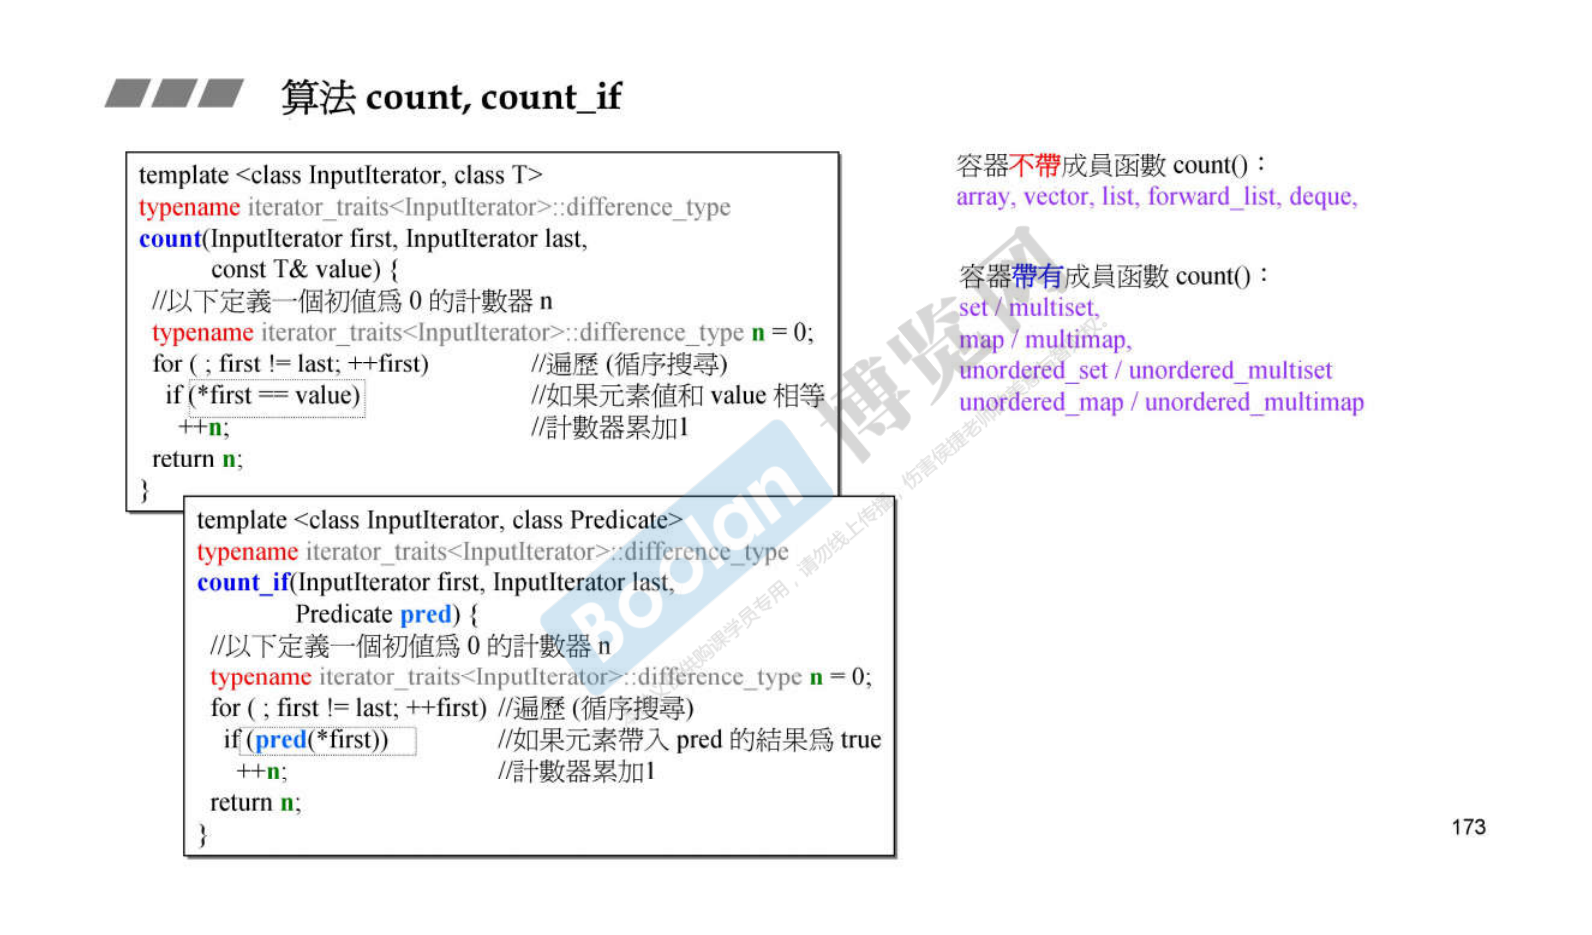 算法 count, count_if
template <class InputIterator, class T>
typename iterator_traits<InputIterator>::difference_type
count(InputIterator first, InputIterator last,
const T& value) {
//以下定義一個初值爲 0 的計數器 n
typename iterator_traits<InputIterator>::difference_type n = 0;
for ( ; first != last; ++first) //遍歷 (循序搜尋)
if (*first == value) //如果元素值和 value 相等
++n; //計數器累加1
return n;
}
template <class InputIterator, class Predicate>
typename iterator_traits<InputIterator>::difference_type
count_if(InputIterator first, InputIterator last,
Predicate pred) {
//以下定義一個初值爲 0 的計數器 n
typename iterator_traits<InputIterator>::difference_type n = 0;
for ( ; first != last; ++first) //遍歷 (循序搜尋)
if (pred(*first)) //如果元素帶入 pred 的結果爲 true
++n; //計數器累加1
return n;
}
容器不帶成員函數 count()：
array, vector, list, forward_list, deque,
容器帶有成員函數 count()：
set / multiset,
map / multimap,
unordered_set / unordered_multiset
unordered_map / unordered_multimap
Boolan 博览网
供购课学员专用，请勿线上传播，伤害侯捷老师
173